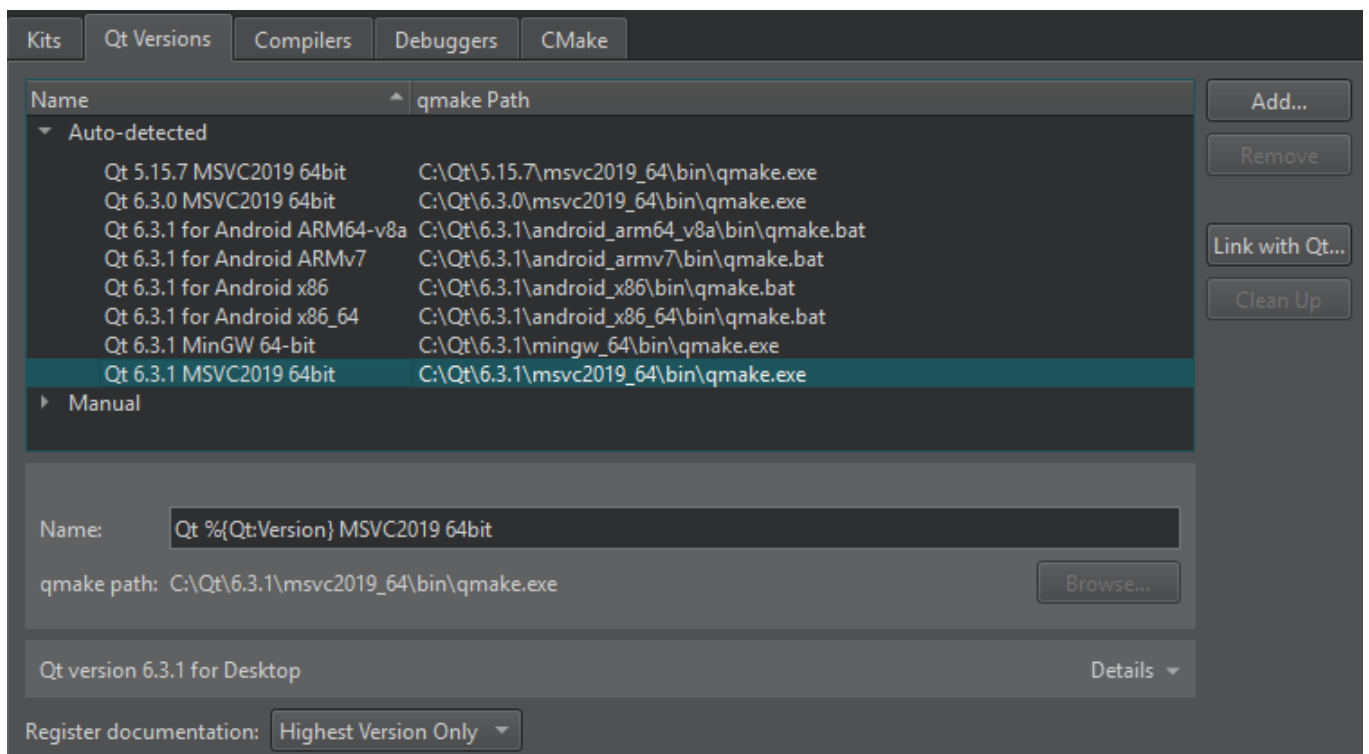 Kits Qt Versions Compilers Debuggers CMake
Name qmake Path
Add...
Auto-detected
Remove
Qt 5.15.7 MSVC2019 64bit C:\Qt\5.15.7\msvc2019_64\bin\qmake.exe
Qt 6.3.0 MSVC2019 64bit C:\Qt\6.3.0\msvc2019_64\bin\qmake.exe
Qt 6.3.1 for Android ARM64-v8a C:\Qt\6.3.1\android_arm64_v8a\bin\qmake.bat
Link with Qt...
Qt 6.3.1 for Android ARMv7 C:\Qt\6.3.1\android_armv7\bin\qmake.bat
Qt 6.3.1 for Android x86 C:\Qt\6.3.1\android_x86\bin\qmake.bat
Clean Up
Qt 6.3.1 for Android x86_64 C:\Qt\6.3.1\android_x86_64\bin\qmake.bat
Qt 6.3.1 MinGW 64-bit C:\Qt\6.3.1\mingw_64\bin\qmake.exe
Qt 6.3.1 MSVC2019 64bit C:\Qt\6.3.1\msvc2019_64\bin\qmake.exe
Manual
Name: Qt %{Qt:Version} MSVC2019 64bit
qmake path: C:\Qt\6.3.1\msvc2019_64\bin\qmake.exe Browse...
Qt version 6.3.1 for Desktop Details
Register documentation: Highest Version Only